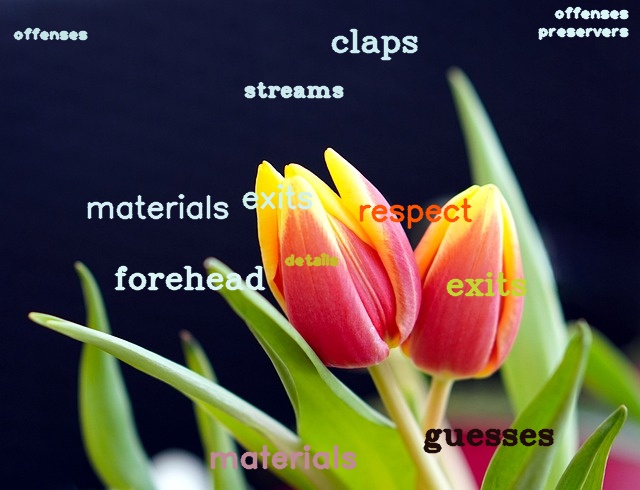 offenses
preservers
offenses
claps
streams
materials
exits
respect
details
forehead
exits
guesses
materials